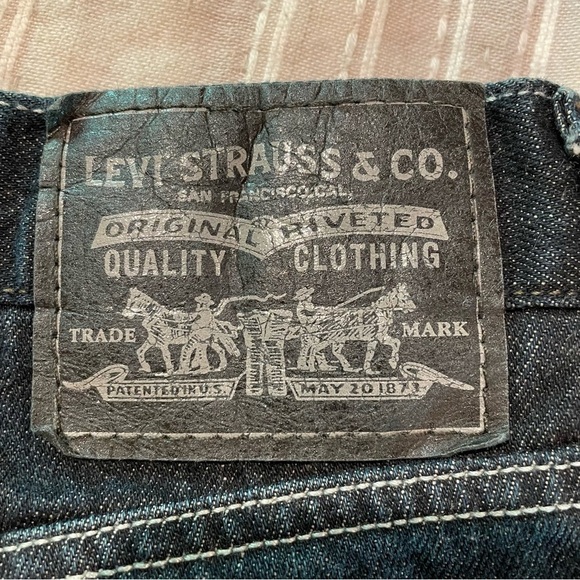 LEVI STRAUSS & CO.
SAN FRANCISCO, CAL.
ORIGINAL RIVETED
QUALITY CLOTHING
TRADE MARK
PATENTED IN U.S. MAY 20 1873